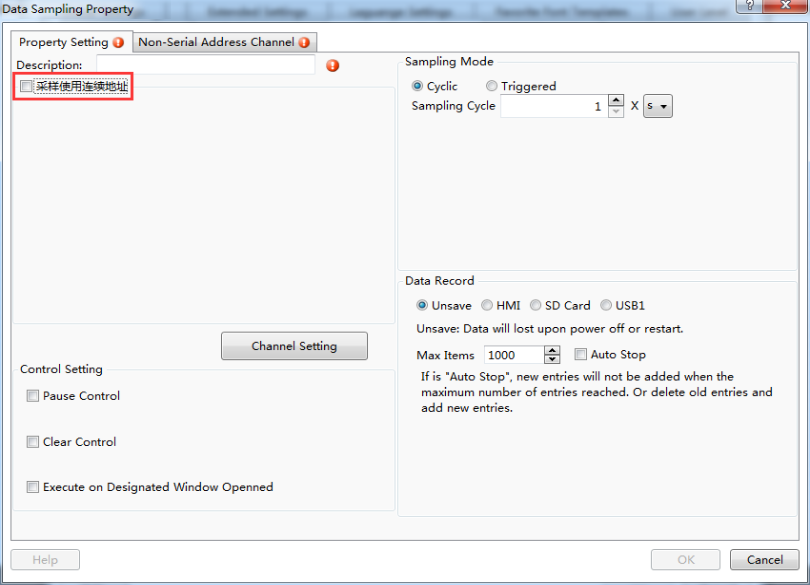 Data Sampling Property
Property Setting
Non-Serial Address Channel
Description:
采样使用连续地址
Channel Setting
Control Setting
Pause Control
Clear Control
Execute on Designated Window Openned
Sampling Mode
Cyclic Triggered
Sampling Cycle 1 X s
Data Record
Unsave HMI SD Card USB1
Unsave: Data will lost upon power off or restart.
Max Items 1000 Auto Stop
If is "Auto Stop", new entries will not be added when the
maximum number of entries reached. Or delete old entries and
add new entries.
Help
OK
Cancel